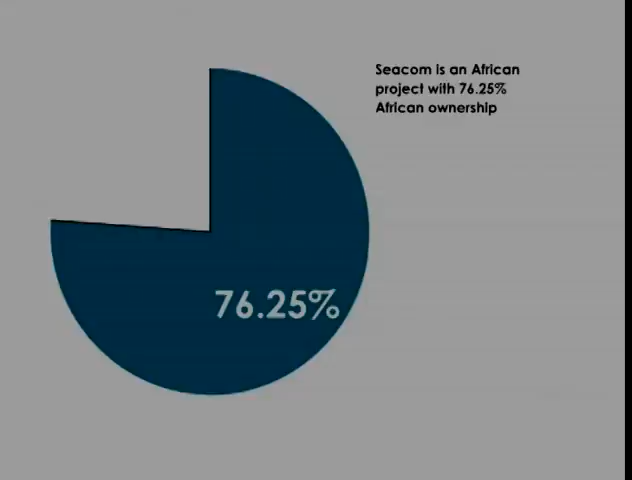 Seacom is an African
project with 76.25%
African ownership
76.25%